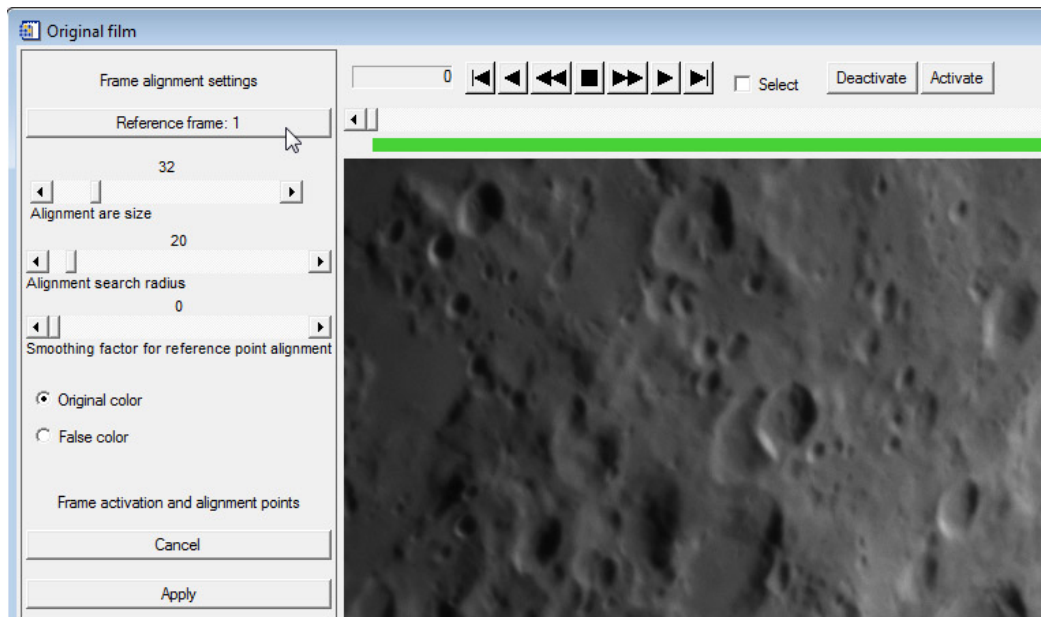 Original film
Frame alignment settings
Reference frame: 1
32
Alignment are size
20
Alignment search radius
0
Smoothing factor for reference point alignment
Original color
False color
Frame activation and alignment points
Cancel
Apply
0
Select
Deactivate
Activate